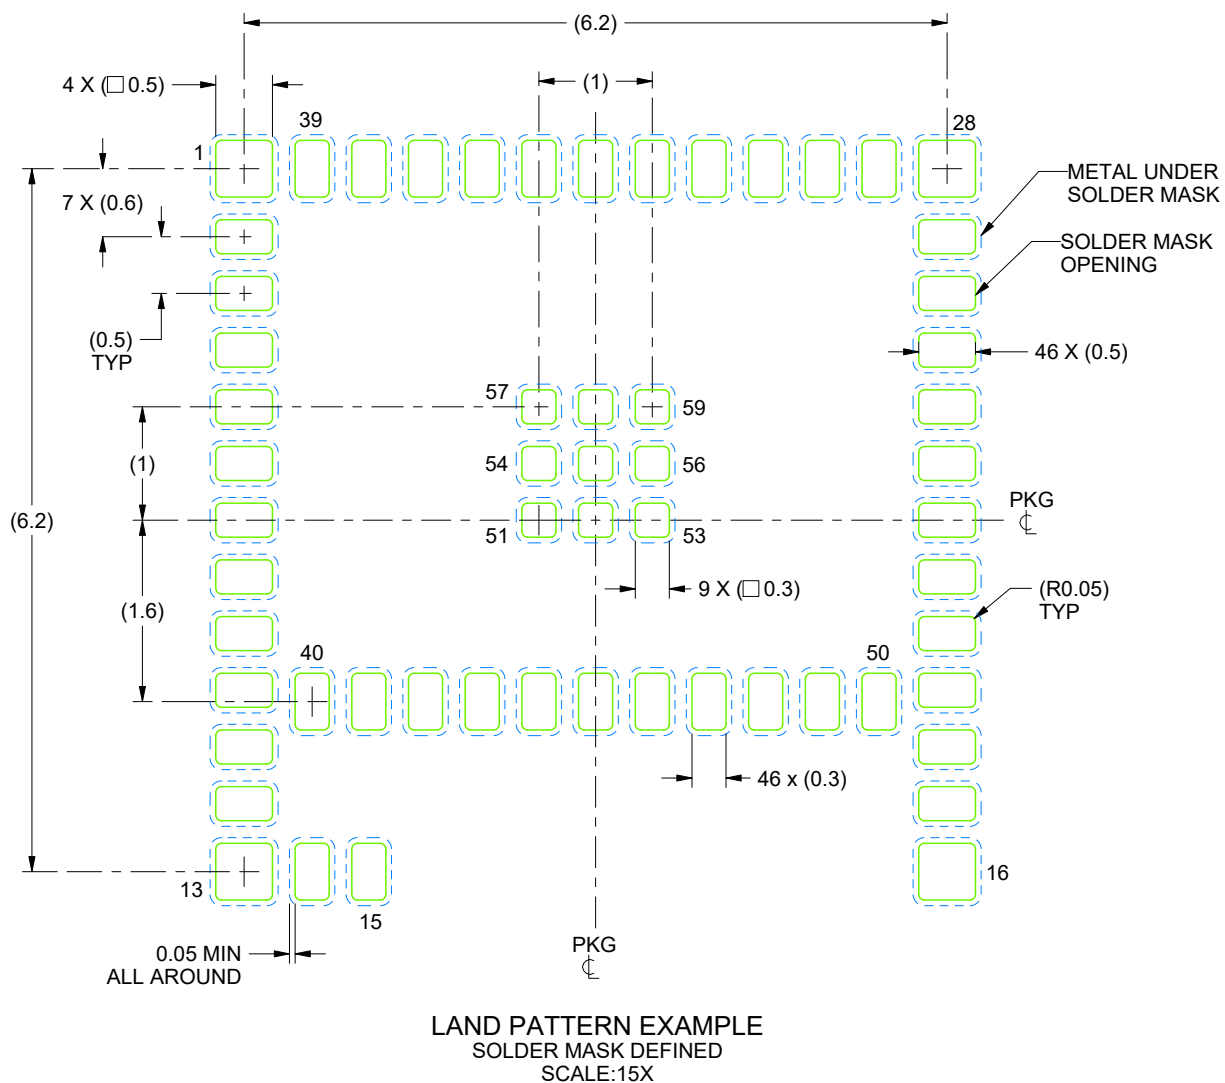 (6.2)
4 X (□ 0.5)
(1)
39
28
1
METAL UNDER
SOLDER MASK
7 X (0.6)
SOLDER MASK
OPENING
(0.5)
TYP
46 X (0.5)
57
59
(1)
54
56
PKG
℄
(6.2)
51
53
9 X (□ 0.3)
(R0.05)
TYP
(1.6)
40
50
46 x (0.3)
13
16
15
0.05 MIN
ALL AROUND
PKG
℄
LAND PATTERN EXAMPLE
SOLDER MASK DEFINED
SCALE:15X